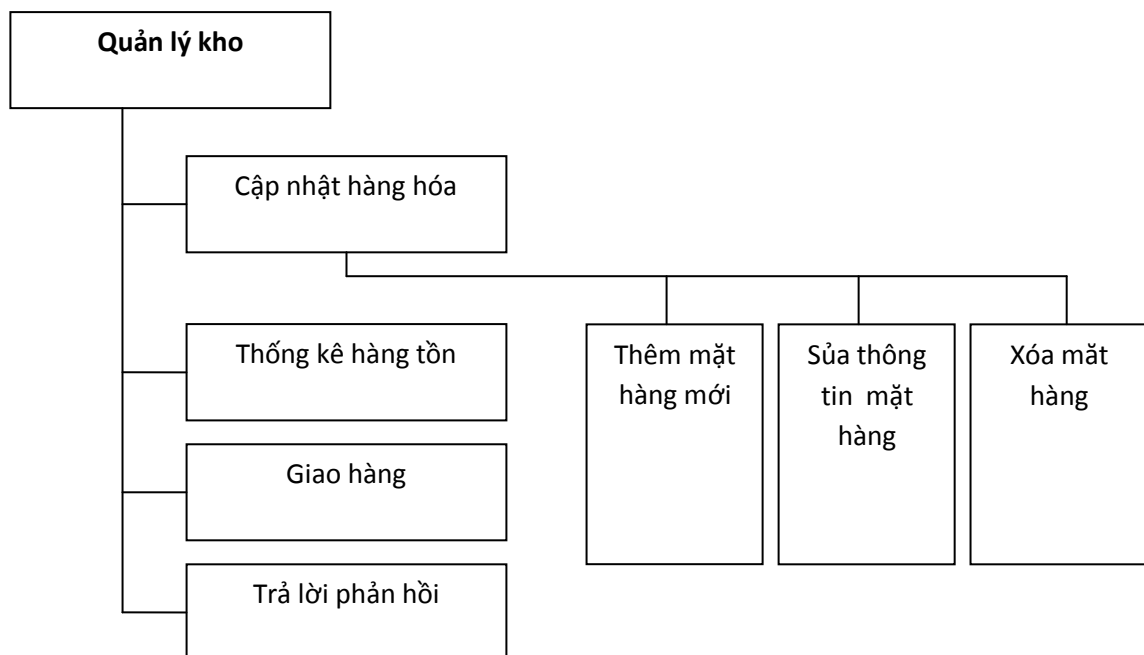 Quản lý kho
Cập nhật hàng hóa
Thống kê hàng tồn
Thêm mặt
hàng mới
Sủa thông
tin mặt
hàng
Xóa măt
hàng
Giao hàng
Trả lời phản hồi